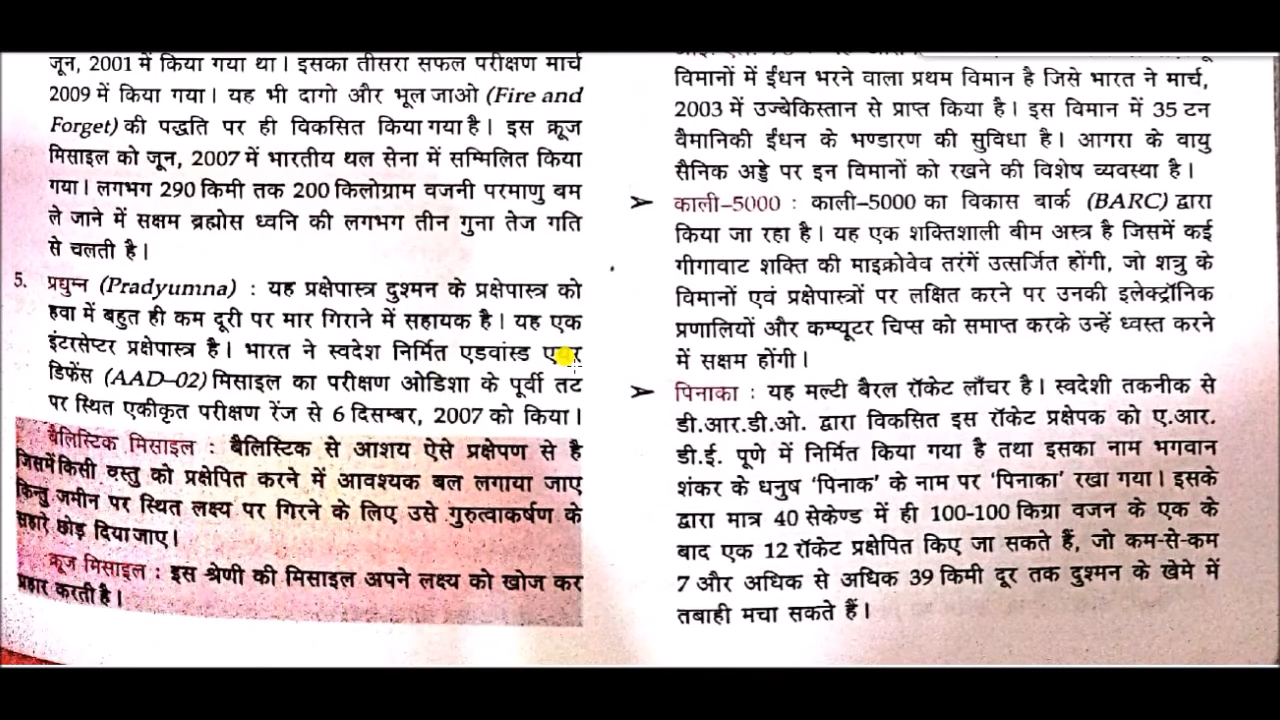 जून, 2001 में किया गया था। इसका तीसरा सफल परीक्षण मार्च
2009 में किया गया। यह भी दागो और भूल जाओ (Fire and
Forget) की पद्धति पर ही विकसित किया गया है। इस क्रूज
मिसाइल को जून, 2007 में भारतीय थल सेना में सम्मिलित किया
गया। लगभग 290 किमी तक 200 किलोग्राम वजनी परमाणु बम
ले जाने में सक्षम ब्रह्मोस ध्वनि की लगभग तीन गुना तेज गति
से चलती है।
5. प्रद्युम्न (Pradyumna) : यह प्रक्षेपास्त्र दुश्मन के प्रक्षेपास्त्र को
हवा में बहुत ही कम दूरी पर मार गिराने में सहायक है। यह एक
इंटरसेप्टर प्रक्षेपास्त्र है। भारत ने स्वदेश निर्मित एडवांस्ड
डिफेंस (AAD–02) मिसाइल का परीक्षण ओडिशा के पूर्वी तट
पर स्थित एकीकृत परीक्षण रेंज से 6 दिसम्बर, 2007 को किया।
बैलिस्टिक मिसाइल : बैलिस्टिक से आशय ऐसे प्रक्षेपण से है
जिसमें किसी वस्तु को प्रक्षेपित करने में आवश्यक बल लगाया जाए
किन्तु जमीन पर स्थित लक्ष्य पर गिरने के लिए उसे गुरुत्वाकर्षण के
सहारे छोड़ दिया जाए।
क्रूज मिसाइल : इस श्रेणी की मिसाइल अपने लक्ष्य को खोज कर
प्रहार करती है।
विमानों में ईंधन भरने वाला प्रथम विमान है जिसे भारत ने मार्च,
2003 में उज्बेकिस्तान से प्राप्त किया है। इस विमान में 35 टन
वैमानिकी ईंधन के भण्डारण की सुविधा है। आगरा के वायु
सैनिक अड्डे पर इन विमानों को रखने की विशेष व्यवस्था है।
➤ काली–5000 : काली–5000 का विकास बार्क (BARC) द्वारा
किया जा रहा है। यह एक शक्तिशाली बीम अस्त्र है जिसमें कई
गीगावाट शक्ति की माइक्रोवेव तरंगें उत्सर्जित होंगी, जो शत्रु के
विमानों एवं प्रक्षेपास्त्रों पर लक्षित करने पर उनकी इलेक्ट्रॉनिक
प्रणालियों और कम्प्यूटर चिप्स को समाप्त करके उन्हें ध्वस्त करने
में सक्षम होंगी।
➤ पिनाका : यह मल्टी बैरल रॉकेट लॉंचर है। स्वदेशी तकनीक से
डी.आर.डी.ओ. द्वारा विकसित इस रॉकेट प्रक्षेपक को ए.आर.
डी.ई. पूणे में निर्मित किया गया है तथा इसका नाम भगवान
शंकर के धनुष ‘पिनाक’ के नाम पर ‘पिनाका’ रखा गया। इसके
द्वारा मात्र 40 सेकेण्ड में ही 100-100 किग्रा वजन के एक के
बाद एक 12 रॉकेट प्रक्षेपित किए जा सकते हैं, जो कम-से-कम
7 और अधिक से अधिक 39 किमी दूर तक दुश्मन के खेमे में
तबाही मचा सकते हैं।